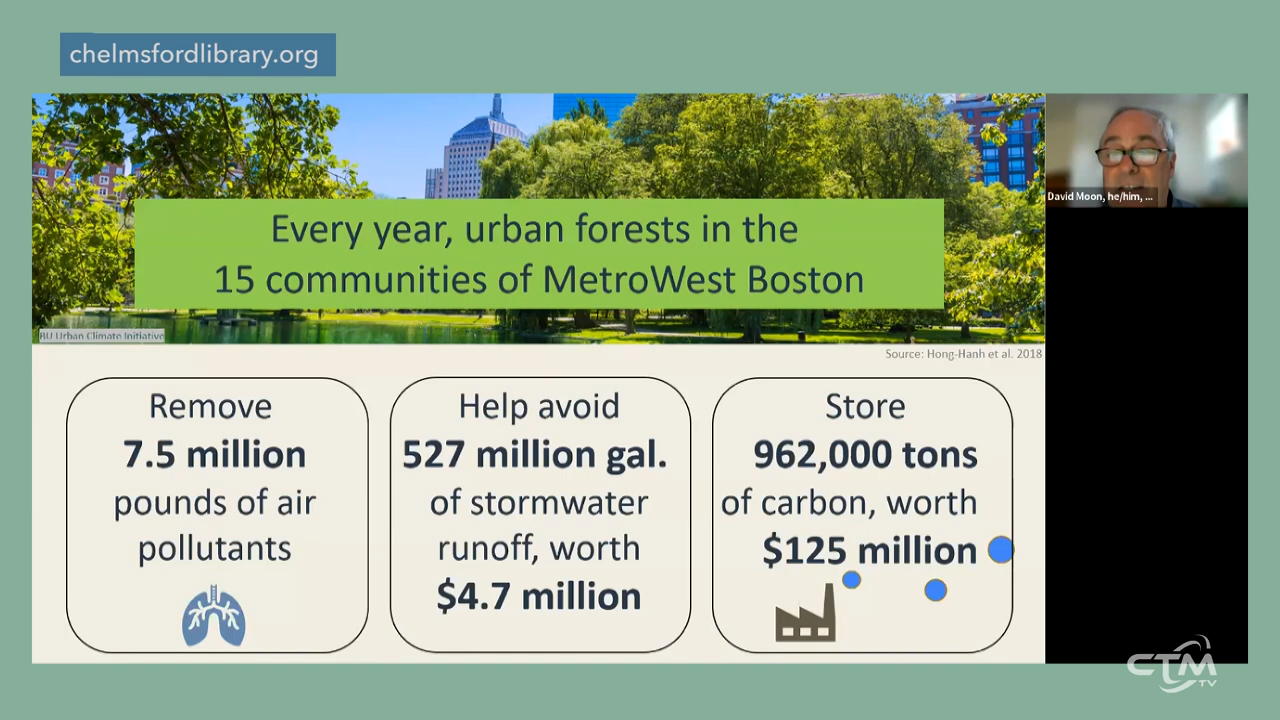 chelmsfordlibrary.org
Every year, urban forests in the
15 communities of MetroWest Boston
BU Urban Climate Initiative
Source: Hong-Hanh et al. 2018
Remove
7.5 million
pounds of air
pollutants
Help avoid
527 million gal.
of stormwater
runoff, worth
$4.7 million
Store
962,000 tons
of carbon, worth
$125 million
David Moon, he/him, ...
CTM
TV